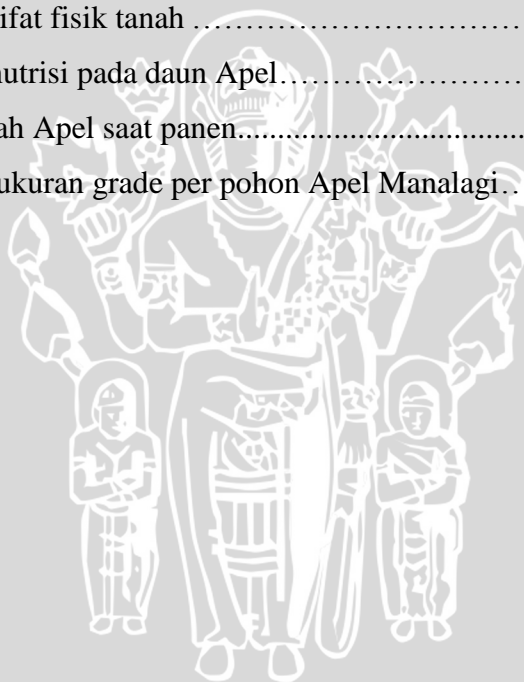 ifat fisik tanah ……………………………
nutrisi pada daun Apel……………………
ah Apel saat panen..........................................
ukuran grade per pohon Apel Manalagi…